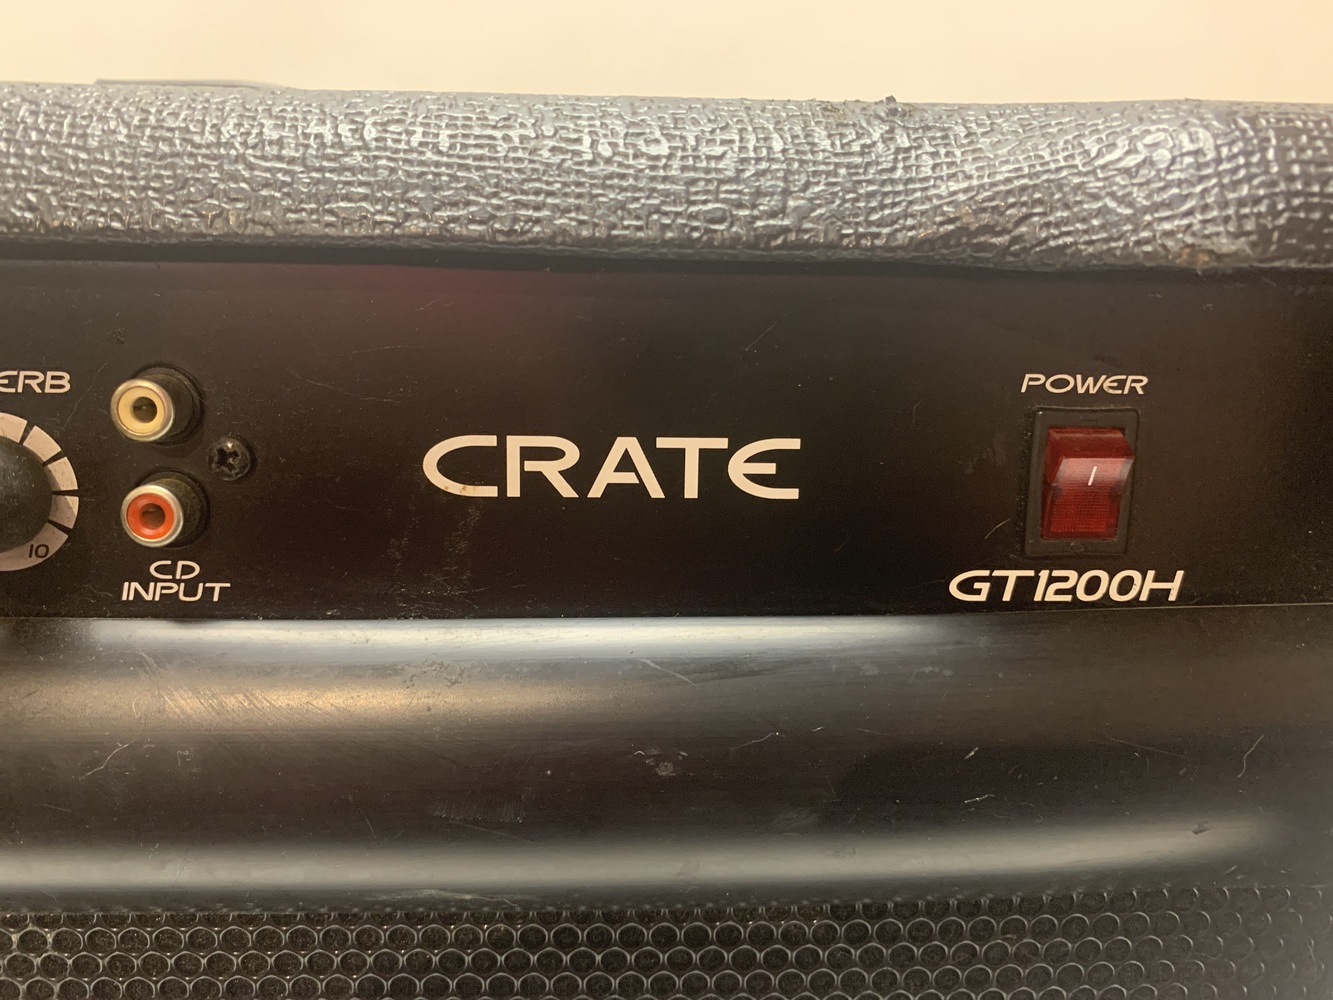 ERB
10
CD
INPUT
CRATE
POWER
I
GT1200H